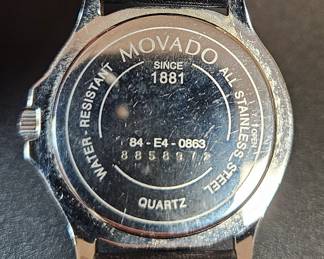 MOVADO
SINCE
1881
WATER-RESISTANT
ALL STAINLESS STEEL
84-E4-0863
QUARTZ